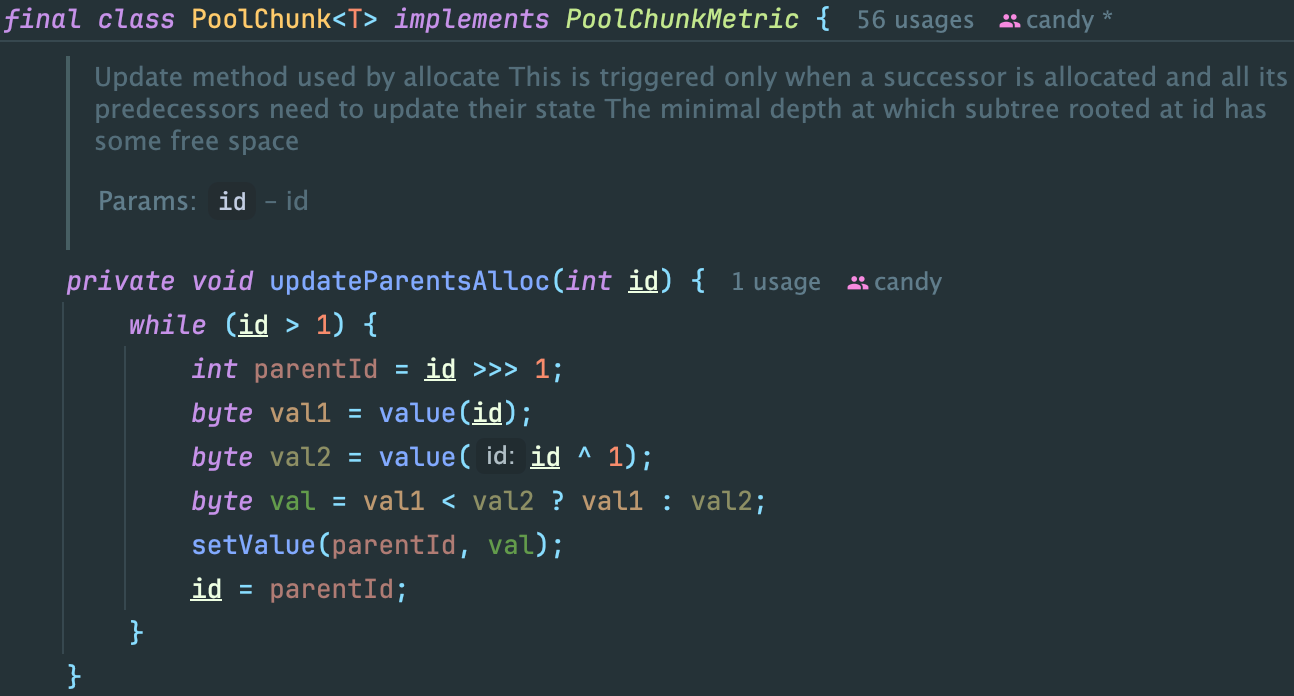 final class PoolChunk<T> implements PoolChunkMetric { 56 usages candy *
Update method used by allocate This is triggered only when a successor is allocated and all its
predecessors need to update their state The minimal depth at which subtree rooted at id has
some free space
Params: id – id
private void updateParentsAlloc(int id) { 1 usage candy
while (id > 1) {
int parentId = id >>> 1;
byte val1 = value(id);
byte val2 = value( id: id ^ 1);
byte val = val1 < val2 ? val1 : val2;
setValue(parentId, val);
id = parentId;
}
}